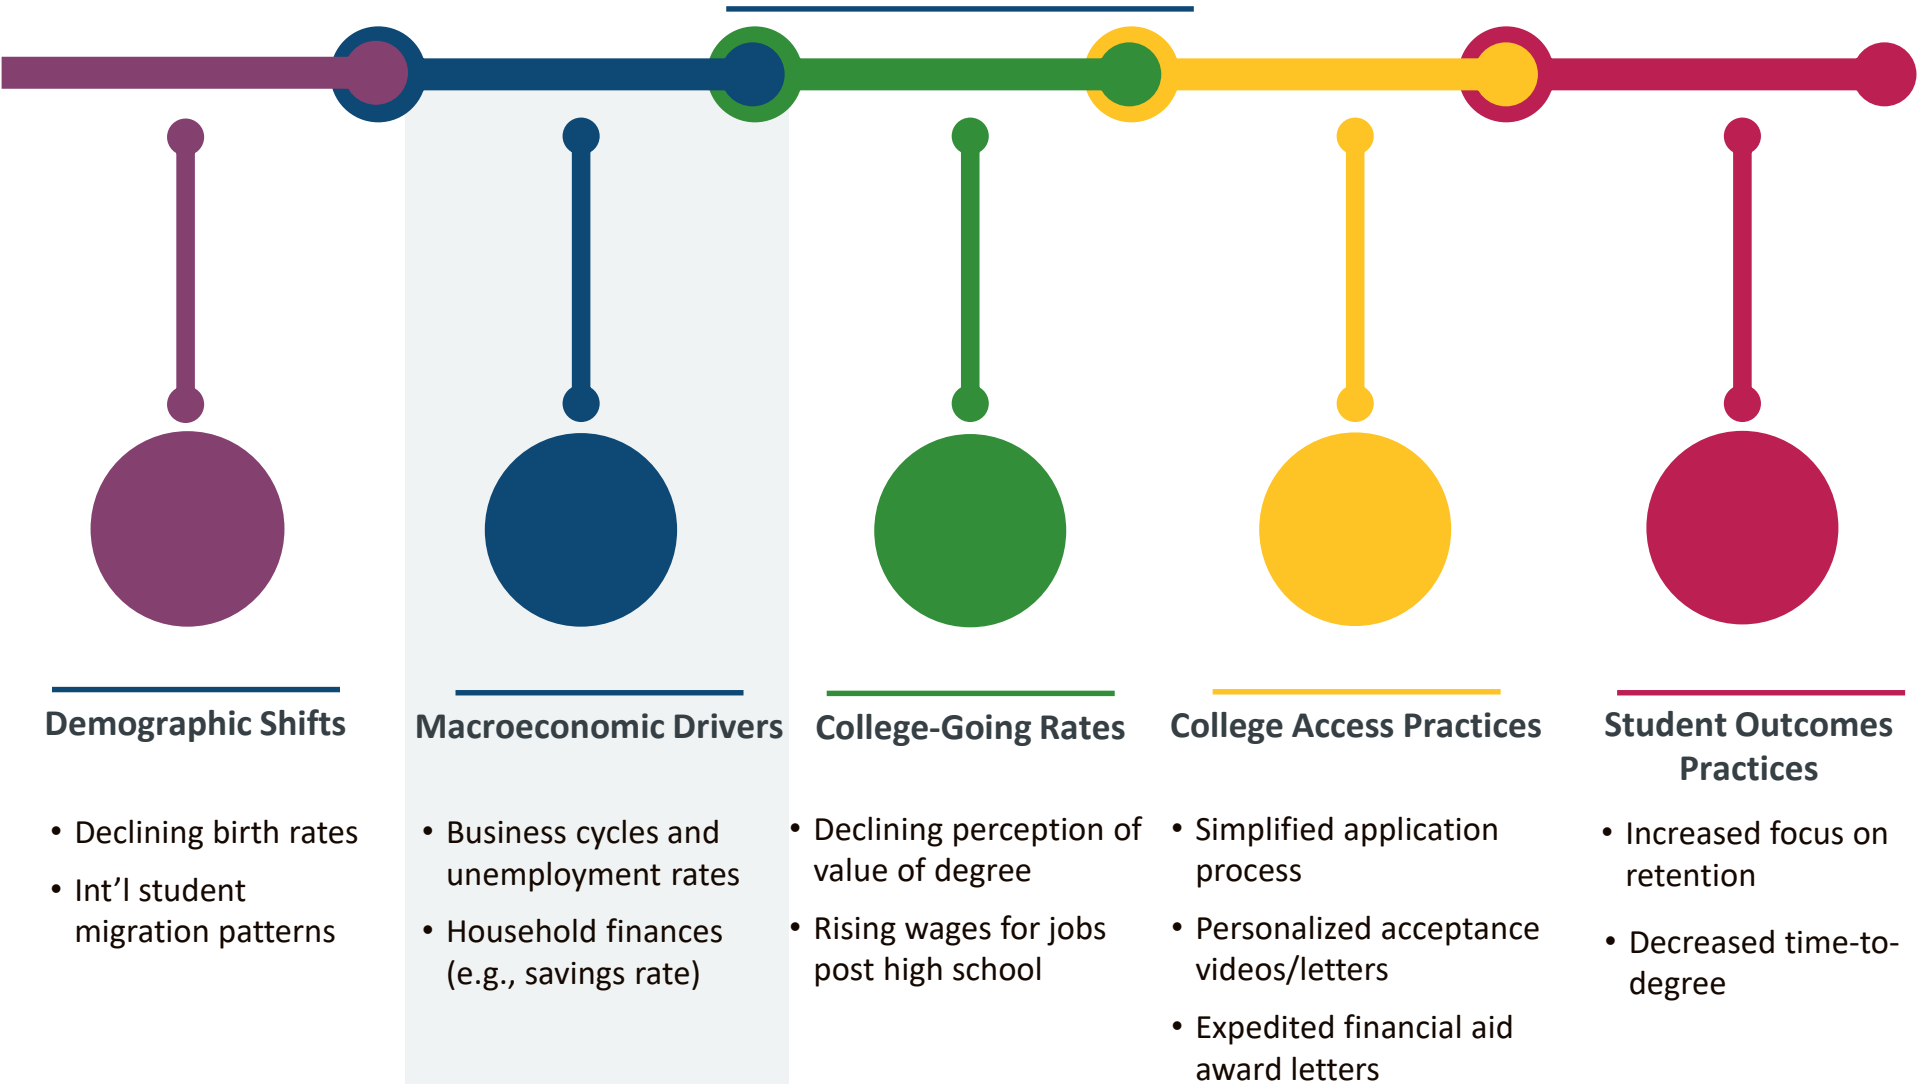 Demographic Shifts
• Declining birth rates
• Int’l student
migration patterns
Macroeconomic Drivers
• Business cycles and
unemployment rates
• Household finances
(e.g., savings rate)
College-Going Rates
• Declining perception of
value of degree
• Rising wages for jobs
post high school
College Access Practices
• Simplified application
process
• Personalized acceptance
videos/letters
• Expedited financial aid
award letters
Student Outcomes
Practices
• Increased focus on
retention
• Decreased time-to-
degree